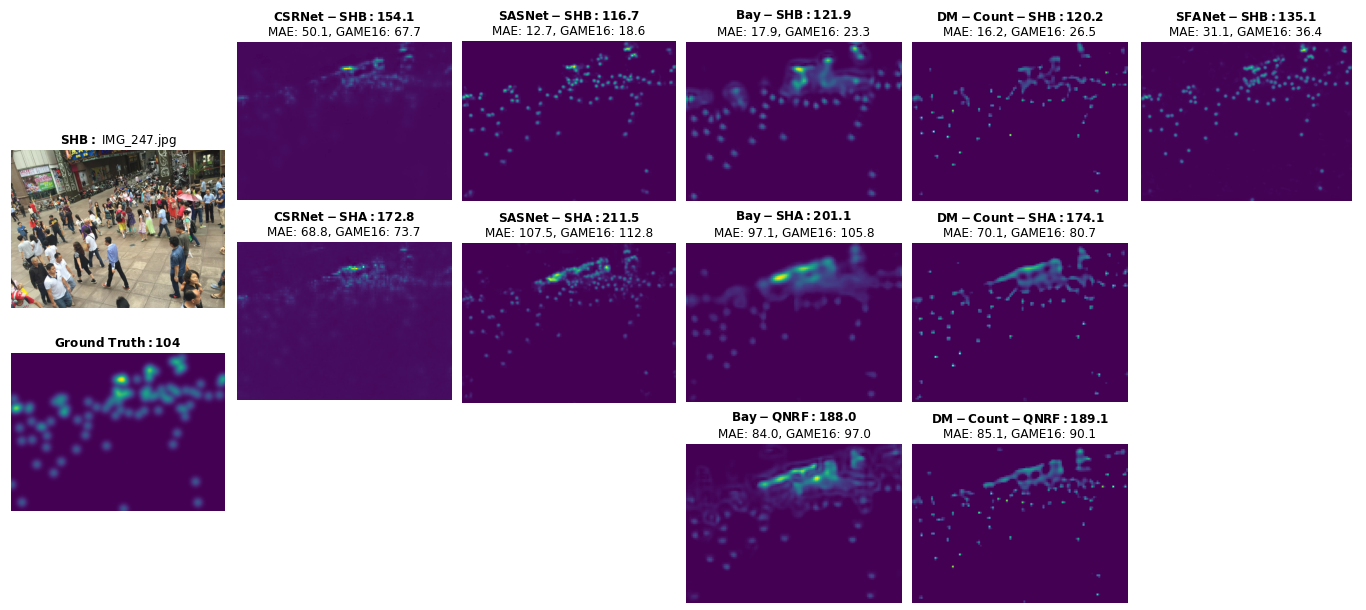 CSRNet − SHB : 154.1
MAE: 50.1, GAME16: 67.7
SASNet − SHB : 116.7
MAE: 12.7, GAME16: 18.6
Bay − SHB : 121.9
MAE: 17.9, GAME16: 23.3
DM − Count − SHB : 120.2
MAE: 16.2, GAME16: 26.5
SFANet − SHB : 135.1
MAE: 31.1, GAME16: 36.4
SHB : IMG_247.jpg
CSRNet − SHA : 172.8
MAE: 68.8, GAME16: 73.7
SASNet − SHA : 211.5
MAE: 107.5, GAME16: 112.8
Bay − SHA : 201.1
MAE: 97.1, GAME16: 105.8
DM − Count − SHA : 174.1
MAE: 70.1, GAME16: 80.7
Ground Truth : 104
Bay − QNRF : 188.0
MAE: 84.0, GAME16: 97.0
DM − Count − QNRF : 189.1
MAE: 85.1, GAME16: 90.1